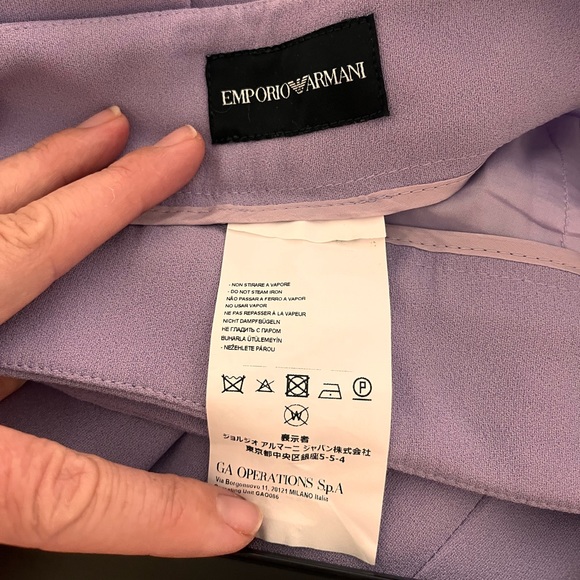 EMPORIO ARMANI
- NON STIRARE A VAPORE
- DO NOT STEAM IRON
NÃO PASSAR A FERRO A VAPOR
NO USAR VAPOR
NE PAS REPASSER À LA VAPEUR
NICHT DAMPFBÜGELN
НЕ ГЛАДИТЬ С ПАРОМ
BUHARLA ÜTÜLEMEYİN
- NEŽEHLETE PÁROU
P
W
表示者
ジョルジオ アルマーニ ジャパン株式会社
東京都中央区銀座5-5-4
GA OPERATIONS S.p.A
Via Borgonuovo 11, 20121 MILANO Italia
Operating Unit GAO086